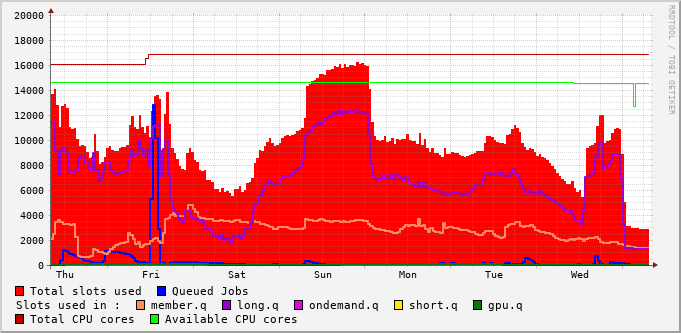 RRDTOOL / TOBI OETIKER
20000
18000
16000
14000
12000
10000
8000
6000
4000
2000
0
Thu Fri Sat Sun Mon Tue Wed
Total slots used Queued Jobs
Slots used in : member.q long.q ondemand.q short.q gpu.q
Total CPU cores Available CPU cores